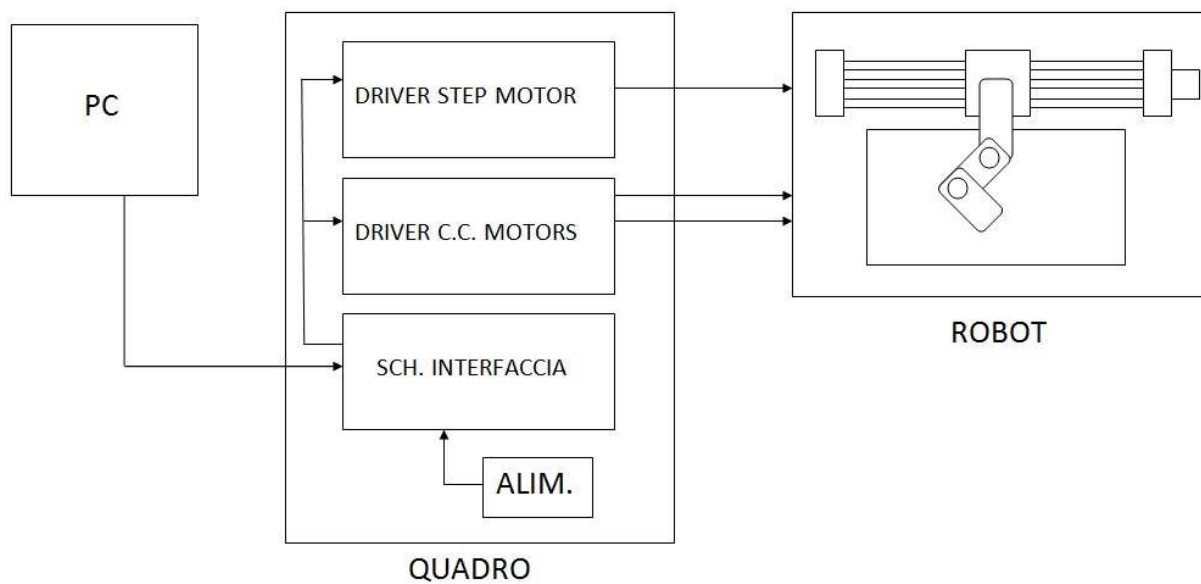 PC
DRIVER STEP MOTOR
DRIVER C.C. MOTORS
SCH. INTERFACCIA
ALIM.
QUADRO
ROBOT